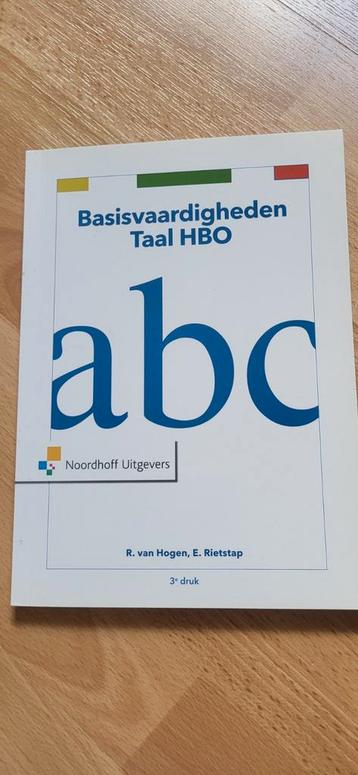 Basisvaardigheden
Taal HBO
abc
Noordhoff Uitgevers
R. van Hogen, E. Rietstap
3e druk